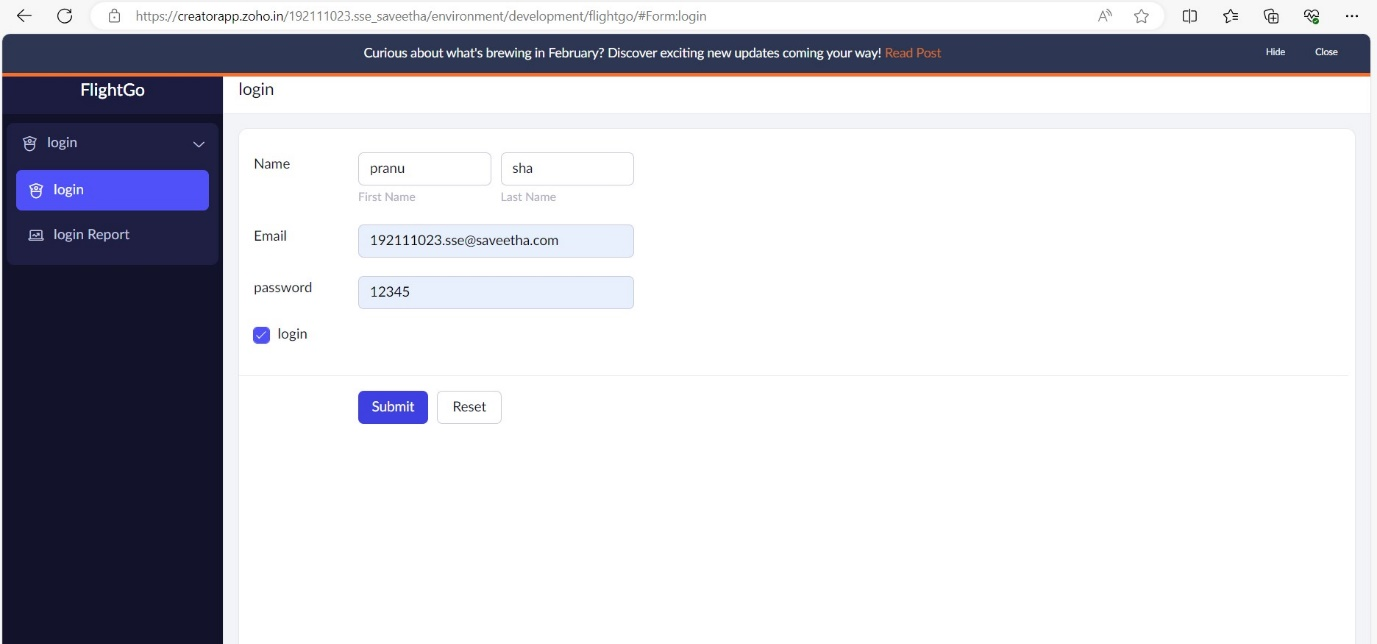 https://creatorapp.zoho.in/192111023.sse_saveetha/environment/development/flightgo/#Form:login
Curious about what's brewing in February? Discover exciting new updates coming your way! Read Post
Hide Close
FlightGo
login
login
login
login Report
Name
pranu sha
First Name Last Name
Email 192111023.sse@saveetha.com
password 12345
login
Submit Reset